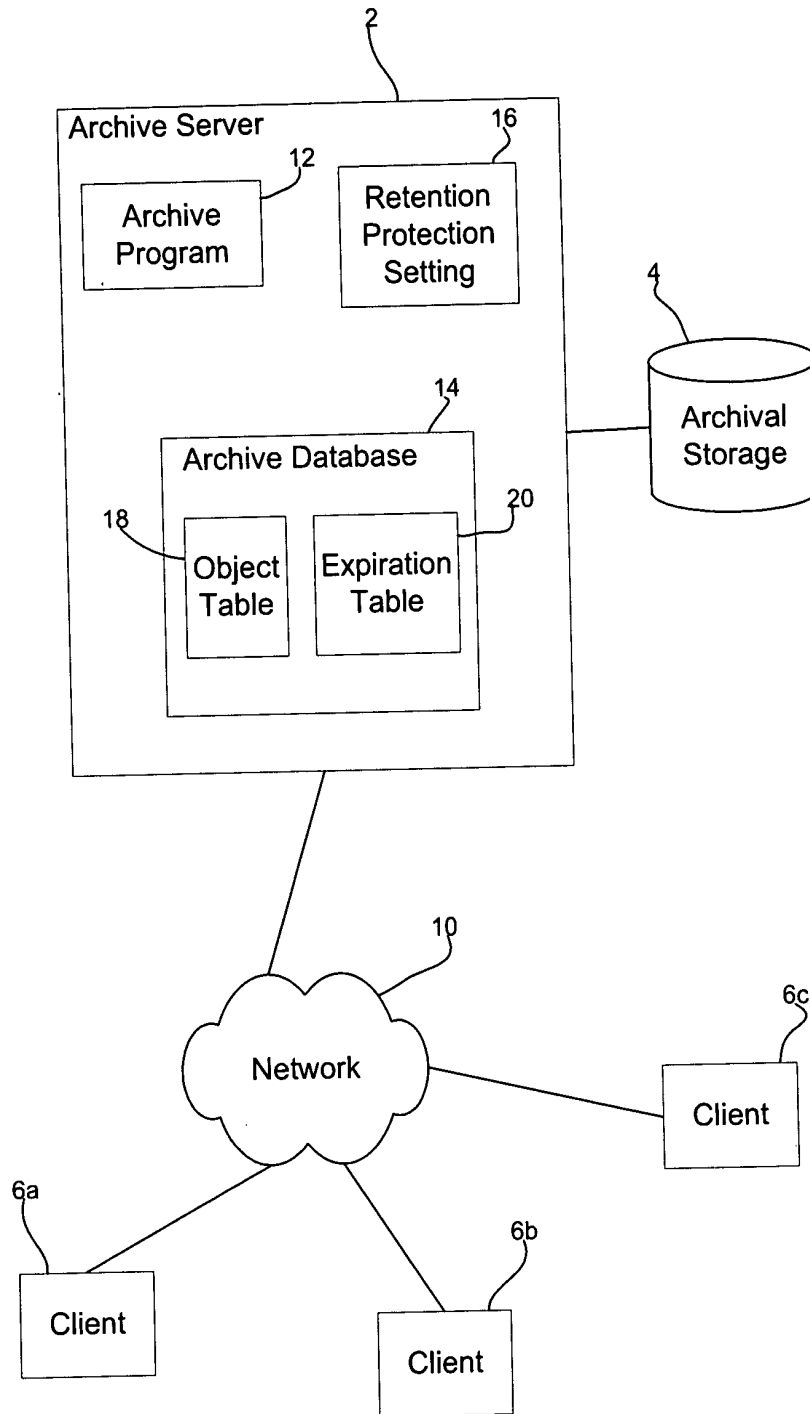 2
Archive Server
12
16
Archive
Program
Retention
Protection
Setting
4
Archival
Storage
14
Archive Database
18
20
Object
Table
Expiration
Table
10
Network
6c
Client
6a
Client
6b
Client